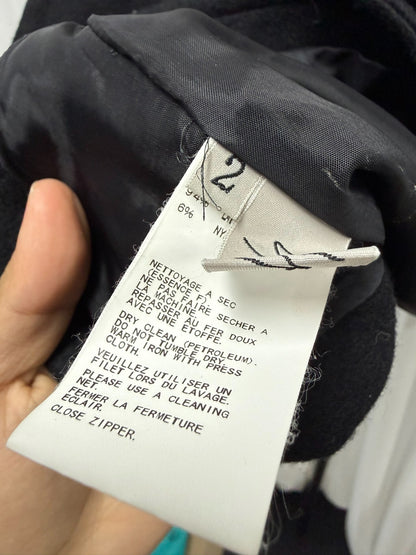 2
94%
6% NY
NETTOYAGE A SEC
(ESSENCE F).
NE PAS FAIRE
LA MACHINE, SECHER A
REPASSER AU FER DOUX
AVEC UNE ETOFFE.
DRY CLEAN (PETROLEUM).
DO NOT TUMBLE DRY.
WARM IRON WITH PRESS
CLOTH.
VEUILLEZ UTILISER UN
FILET LORS DU LAVAGE.
PLEASE USE A CLEANING
NET.
FERMER LA FERMETURE
ECLAIR.
CLOSE ZIPPER.